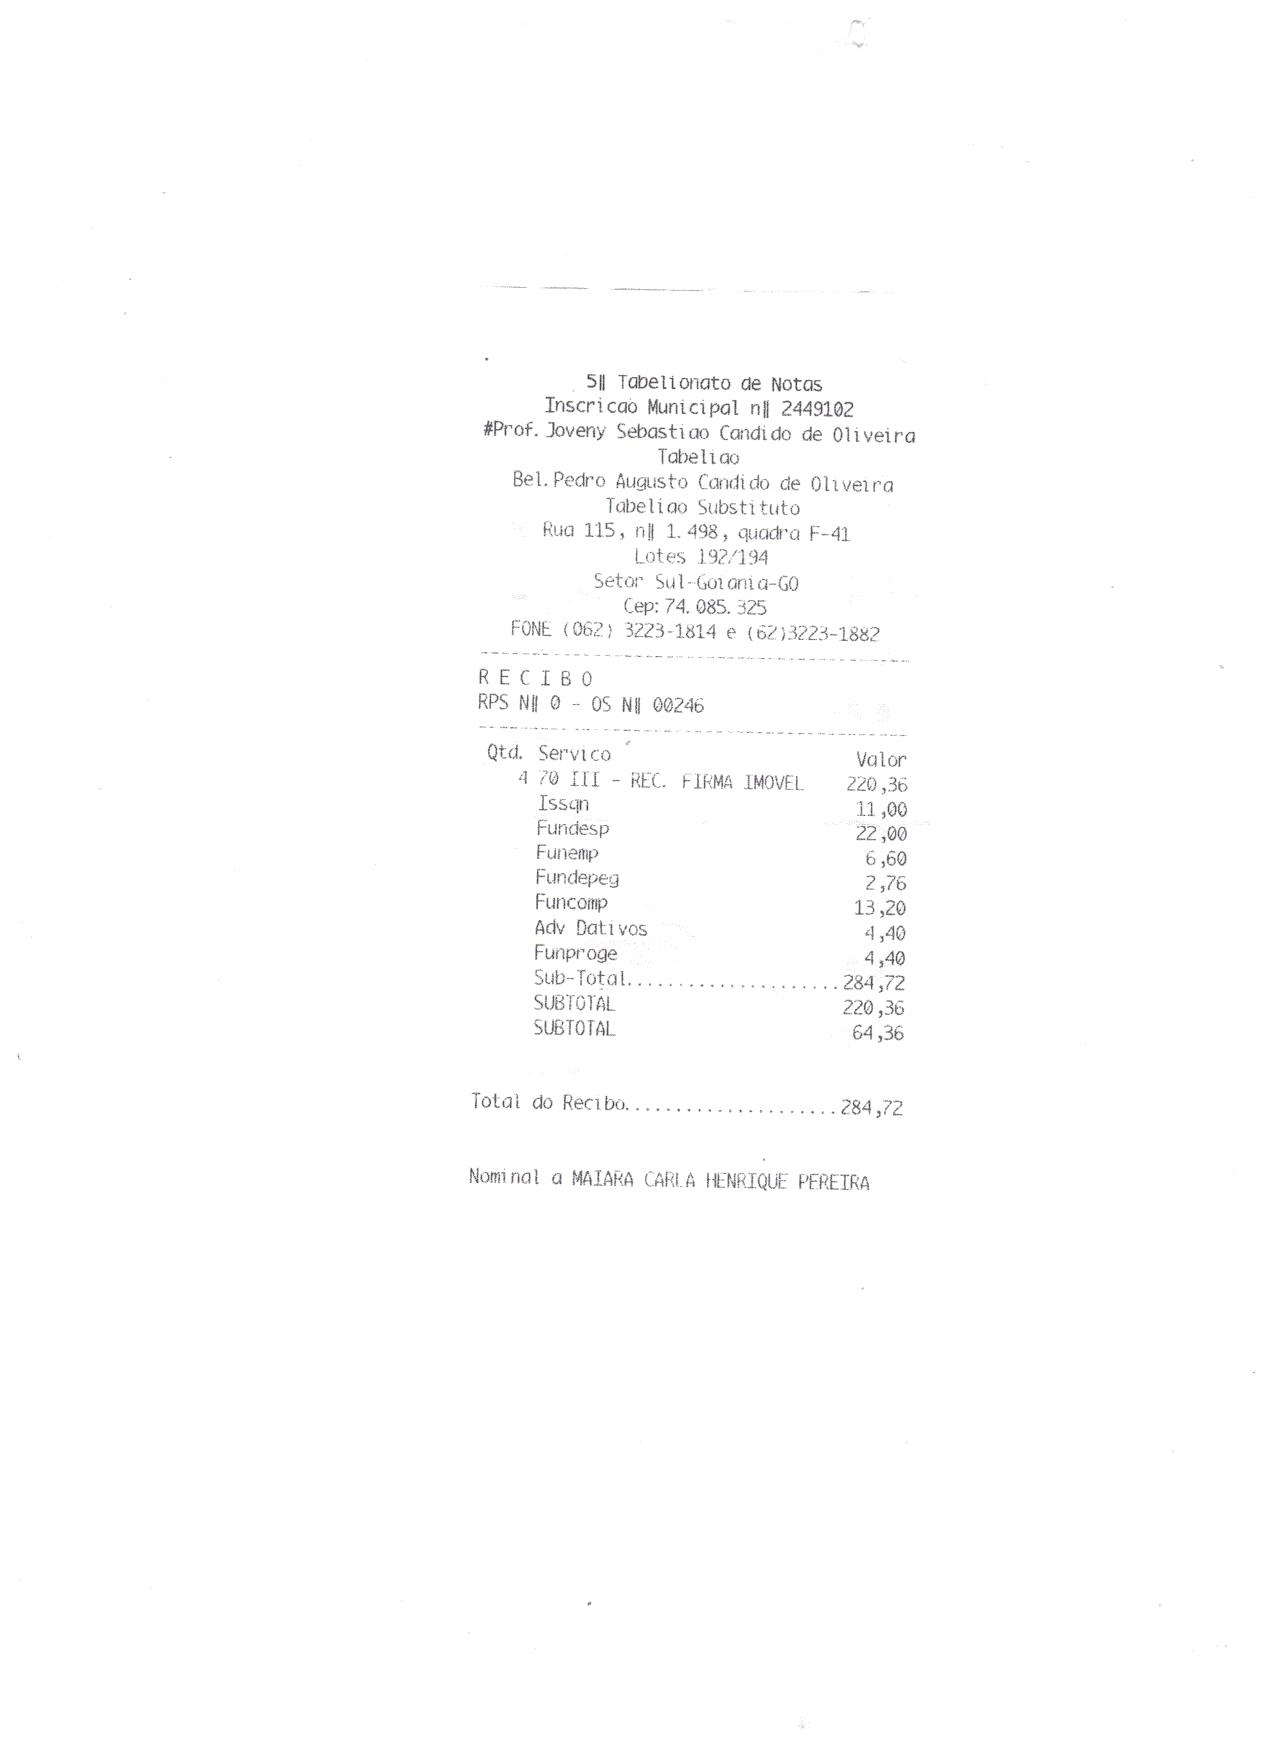 5‖ Tabelionato de Notas
Inscricao Municipal n‖ 2449102
#Prof. Joveny Sebastiao Candido de Oliveira
Tabeliao
Bel.Pedro Augusto Candido de Oliveira
Tabeliao Substituto
Rua 115, n‖ 1.498, quadra F-41
Lotes 192/194
Setor Sul-Goiania-GO
Cep: 74.085.325
FONE (062) 3223-1814 e (62)3223-1882
R E C I B O
RPS N‖ 0 - OS N‖ 00246
Qtd. Servico Valor
4 70 III - REC. FIRMA IMOVEL 220,36
Issqn 11,00
Fundesp 22,00
Funemp 6,60
Fundepeg 2,76
Funcomp 13,20
Adv Dativos 4,40
Funproge 4,40
Sub-Total.....................284,72
SUBTOTAL 220,36
SUBTOTAL 64,36
Total do Recibo.....................284,72
Nominal a MAIARA CARLA HENRIQUE PEREIRA